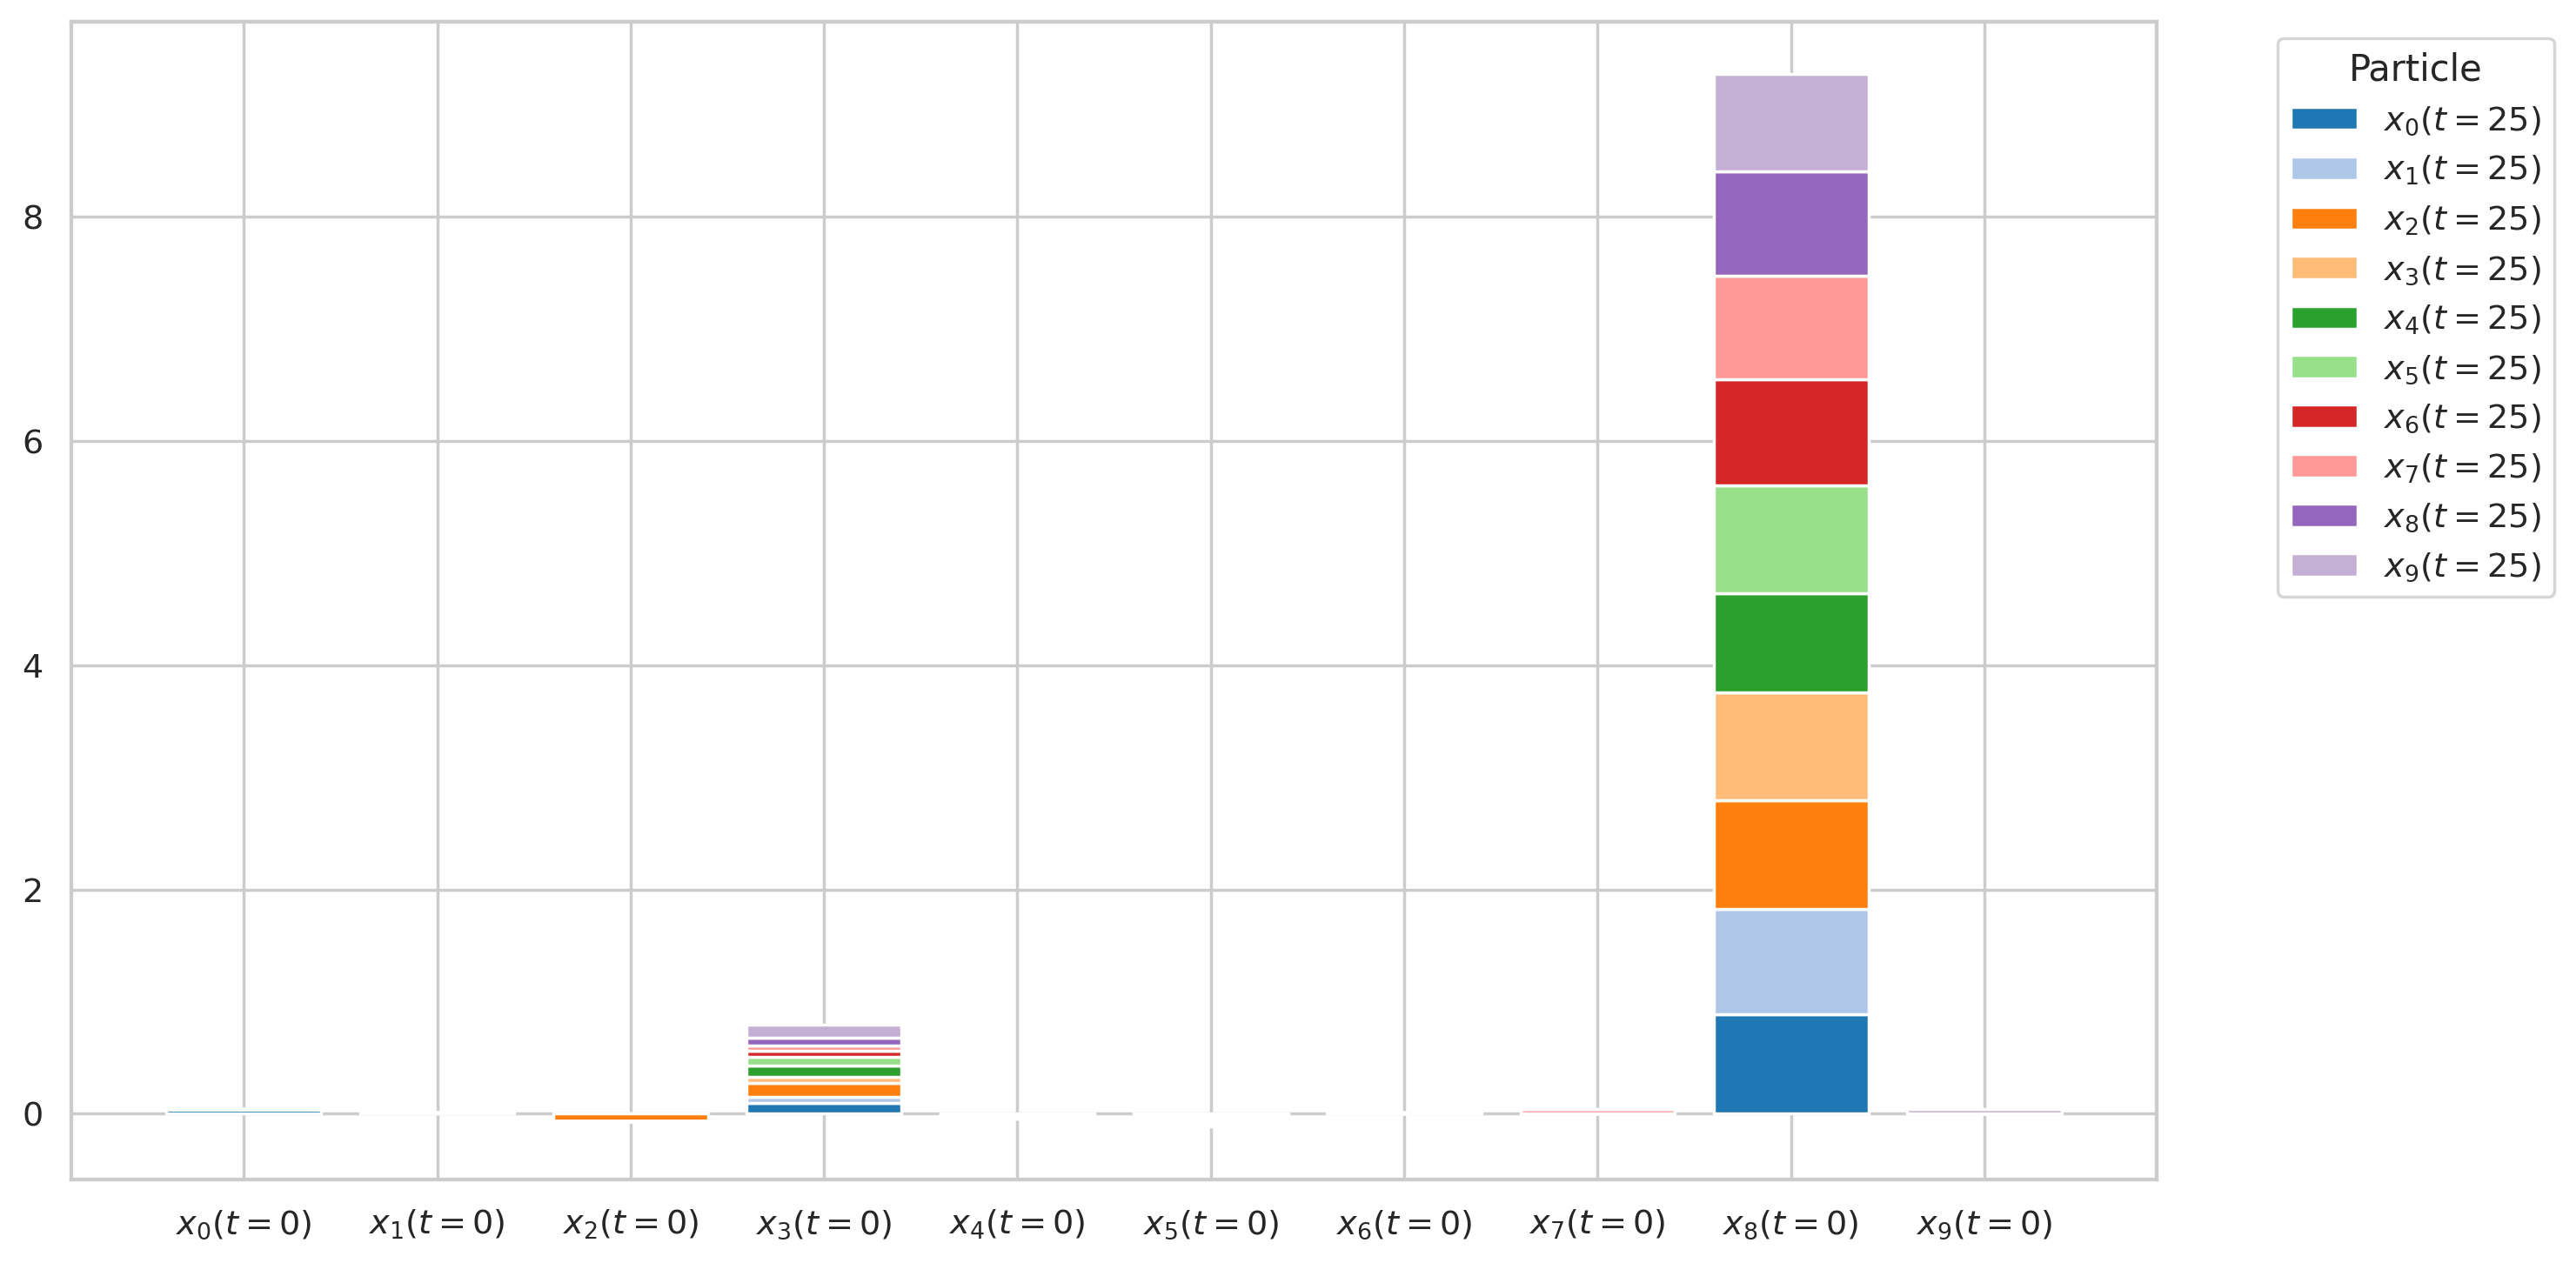 8
6
4
2
0
x₀(t = 0) x₁(t = 0) x₂(t = 0) x₃(t = 0) x₄(t = 0) x₅(t = 0) x₆(t = 0) x₇(t = 0) x₈(t = 0) x₉(t = 0)
Particle
x₀(t = 25)
x₁(t = 25)
x₂(t = 25)
x₃(t = 25)
x₄(t = 25)
x₅(t = 25)
x₆(t = 25)
x₇(t = 25)
x₈(t = 25)
x₉(t = 25)